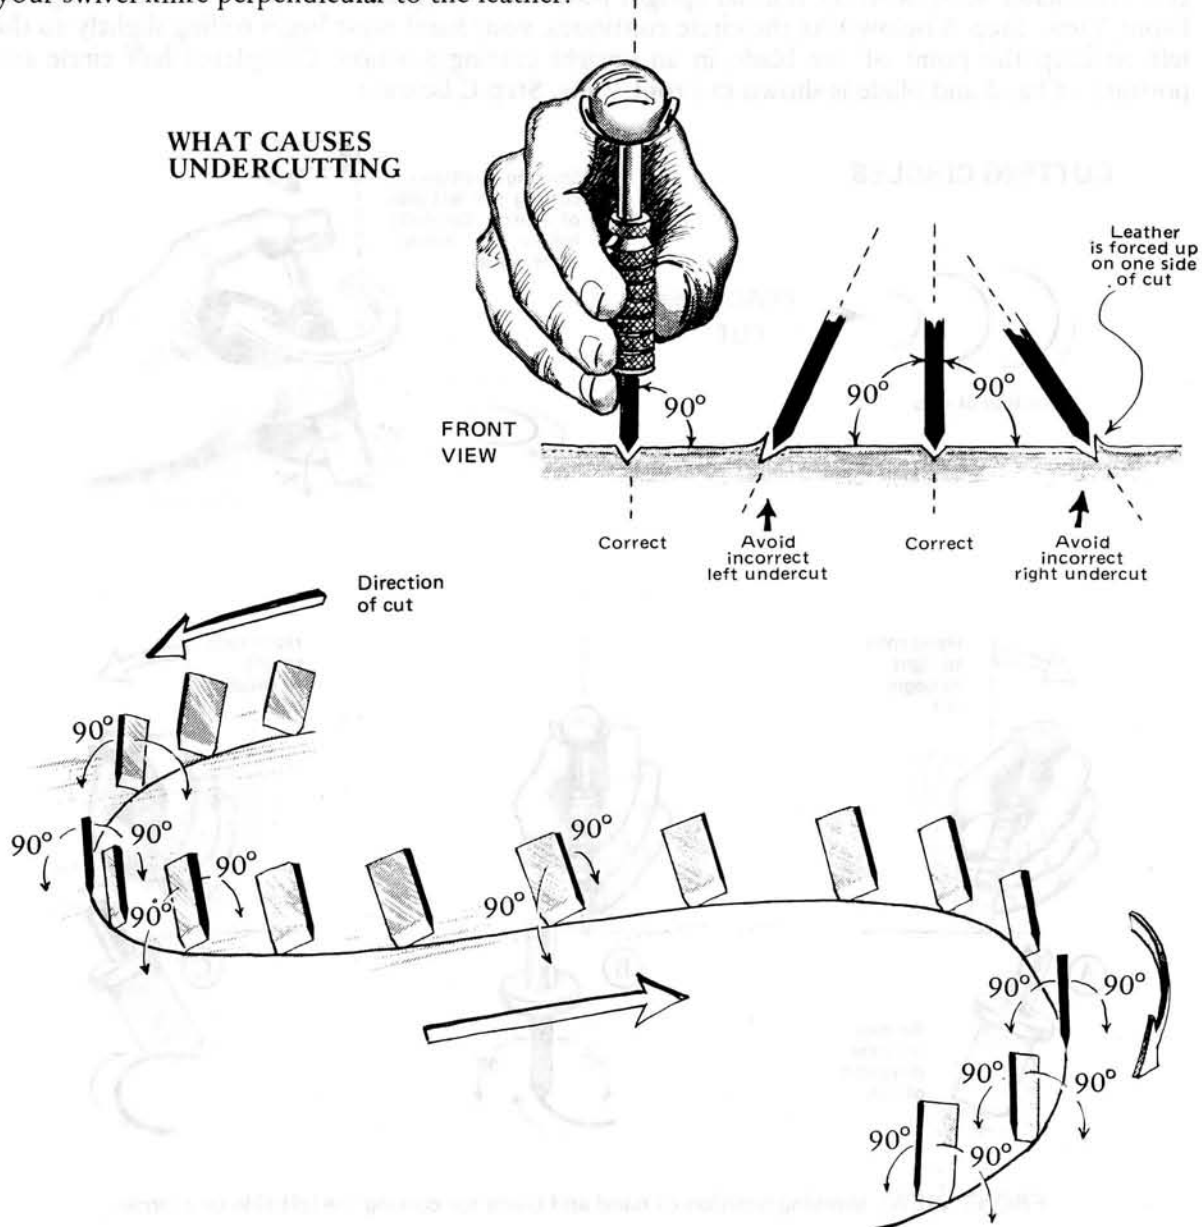 your swivel knife perpendicular to the leather.
WHAT CAUSES
UNDERCUTTING
Leather
is forced up
on one side
of cut
90°
90°
90°
90°
FRONT
VIEW
Correct
Avoid
incorrect
left undercut
Correct
Avoid
incorrect
right undercut
Direction
of cut
90°
90°
90°
90°
90°
90°
90°
90°
90°
90°
90°
90°
90°